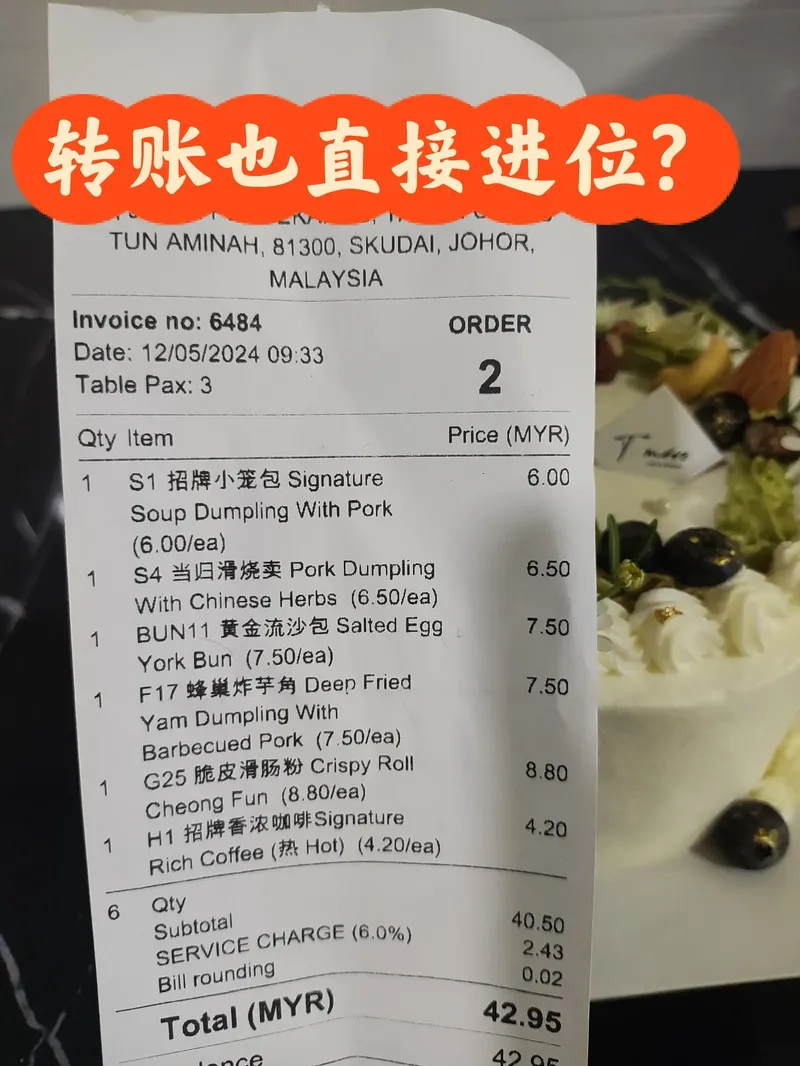 转账也直接进位？
TUN AMINAH, 81300, SKUDAI, JOHOR,
MALAYSIA
Invoice no: 6484
ORDER
Date: 12/05/2024 09:33
2
Table Pax: 3
Qty Item Price (MYR)
1 S1 招牌小笼包 Signature 6.00
Soup Dumpling With Pork
(6.00/ea)
1 S4 当归滑烧卖 Pork Dumpling 6.50
With Chinese Herbs (6.50/ea)
1 BUN11 黄金流沙包 Salted Egg 7.50
York Bun (7.50/ea)
1 F17 蜂巢炸芋角 Deep Fried 7.50
Yam Dumpling With
Barbecued Pork (7.50/ea)
1 G25 脆皮滑肠粉 Crispy Roll 8.80
Cheong Fun (8.80/ea)
1 H1 招牌香浓咖啡Signature 4.20
Rich Coffee (热 Hot) (4.20/ea)
6 Qty
Subtotal 40.50
SERVICE CHARGE (6.0%) 2.43
Bill rounding 0.02
Total (MYR) 42.95
42.95